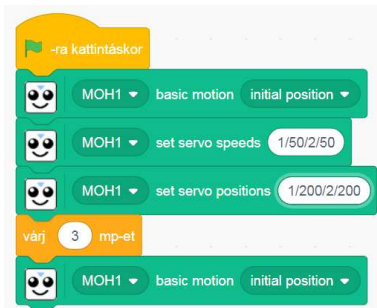 -ra kattintáskor
MOH1 basic motion initial position
MOH1 set servo speeds 1/50/2/50
MOH1 set servo positions 1/200/2/200
várj 3 mp-et
MOH1 basic motion initial position